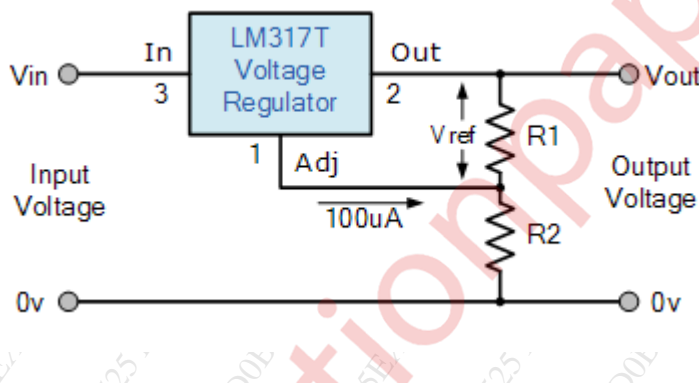 LM317T
Voltage
Regulator
In
Out
Vin
3
2
Vout
Vref
R1
1
Adj
Input
Voltage
100uA
Output
Voltage
R2
0v
0v